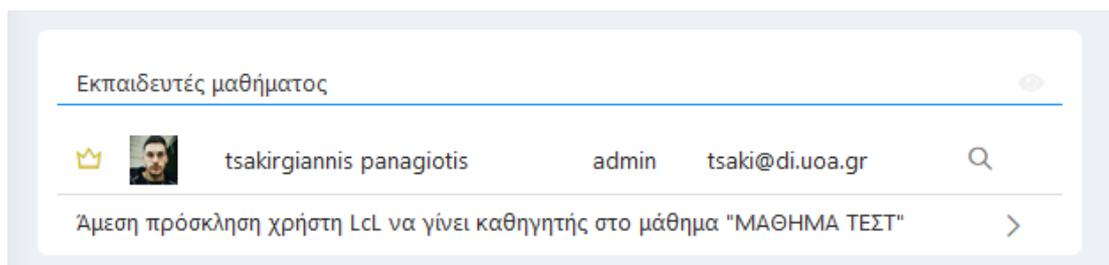 Εκπαιδευτές μαθήματος
tsakirgiannis panagiotis admin tsaki@di.uoa.gr
Άμεση πρόσκληση χρήστη LcL να γίνει καθηγητής στο μάθημα "ΜΑΘΗΜΑ ΤΕΣΤ"